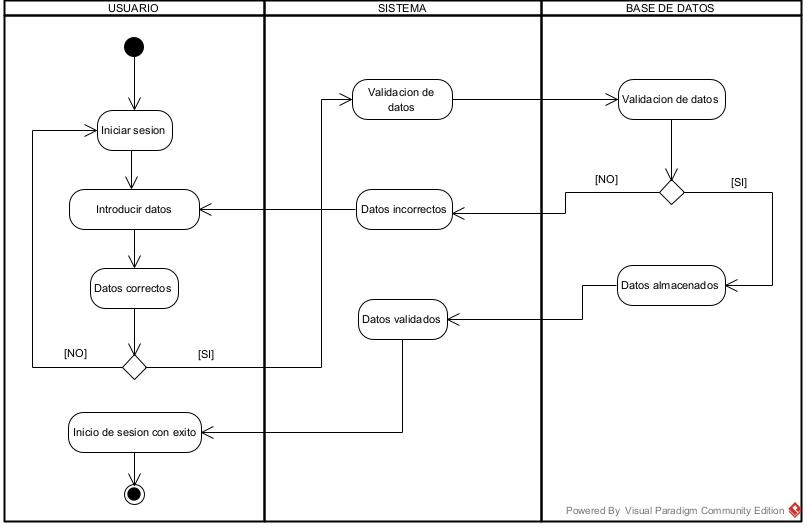 USUARIO
SISTEMA
BASE DE DATOS
Validacion de
datos
Validacion de datos
Iniciar sesion
[NO]
[SI]
Introducir datos
Datos incorrectos
Datos correctos
Datos almacenados
Datos validados
[NO]
[SI]
Inicio de sesion con exito
Powered By Visual Paradigm Community Edition